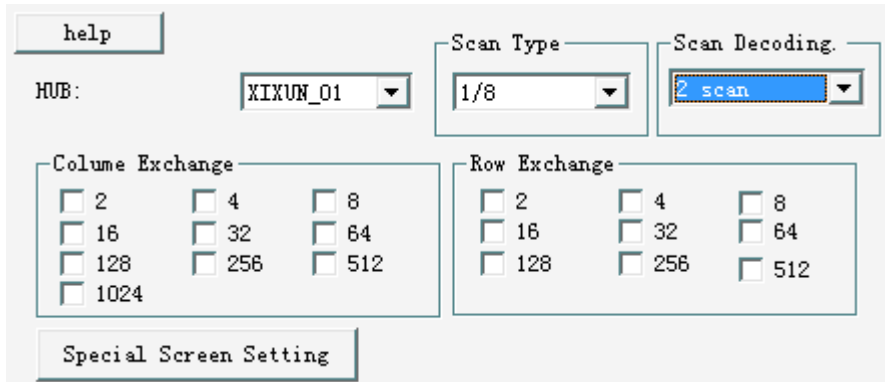 help
HUB:
XIXUN_01
Scan Type
1/8
Scan Decoding.
2 scan
Colume Exchange
2 4 8
16 32 64
128 256 512
1024
Row Exchange
2 4 8
16 32 64
128 256 512
Special Screen Setting